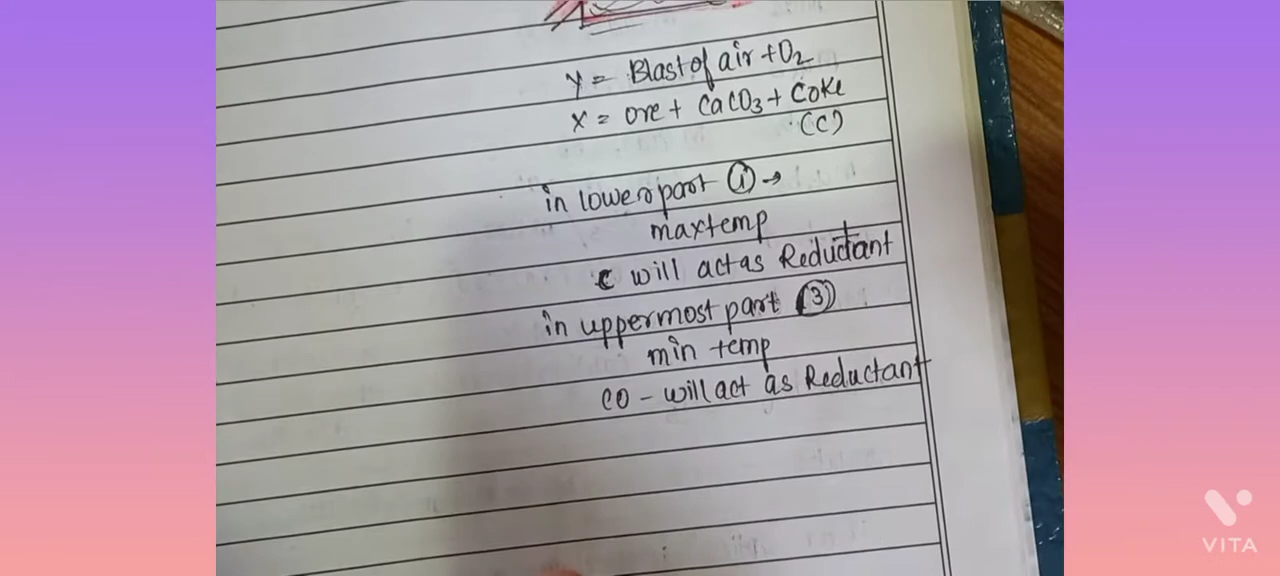 Y = Blast of air + O2
X = ore + CaCO3 + Coke
(C)
in lower part ① →
max temp
C will act as Reductant
in uppermost part ③
min temp
CO - will act as Reductant
VITA